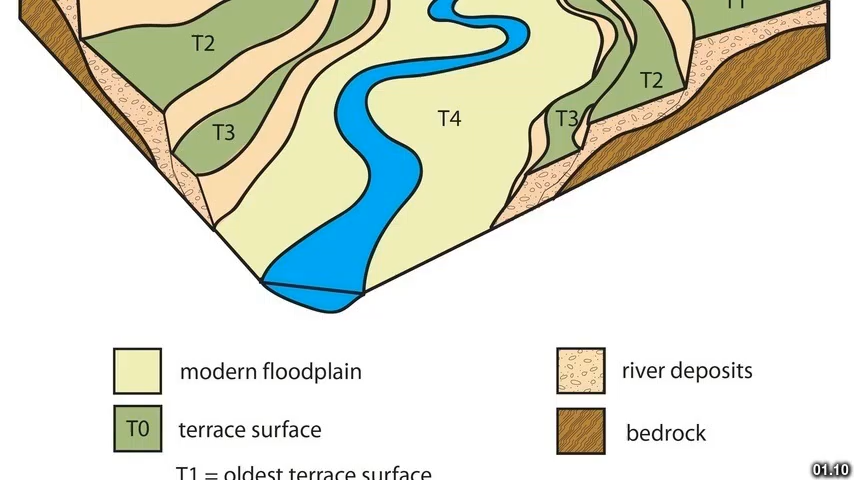 T1
T2
T2
T4
T3
T3
modern floodplain
river deposits
T0
terrace surface
bedrock
T1 = oldest terrace surface
01.10